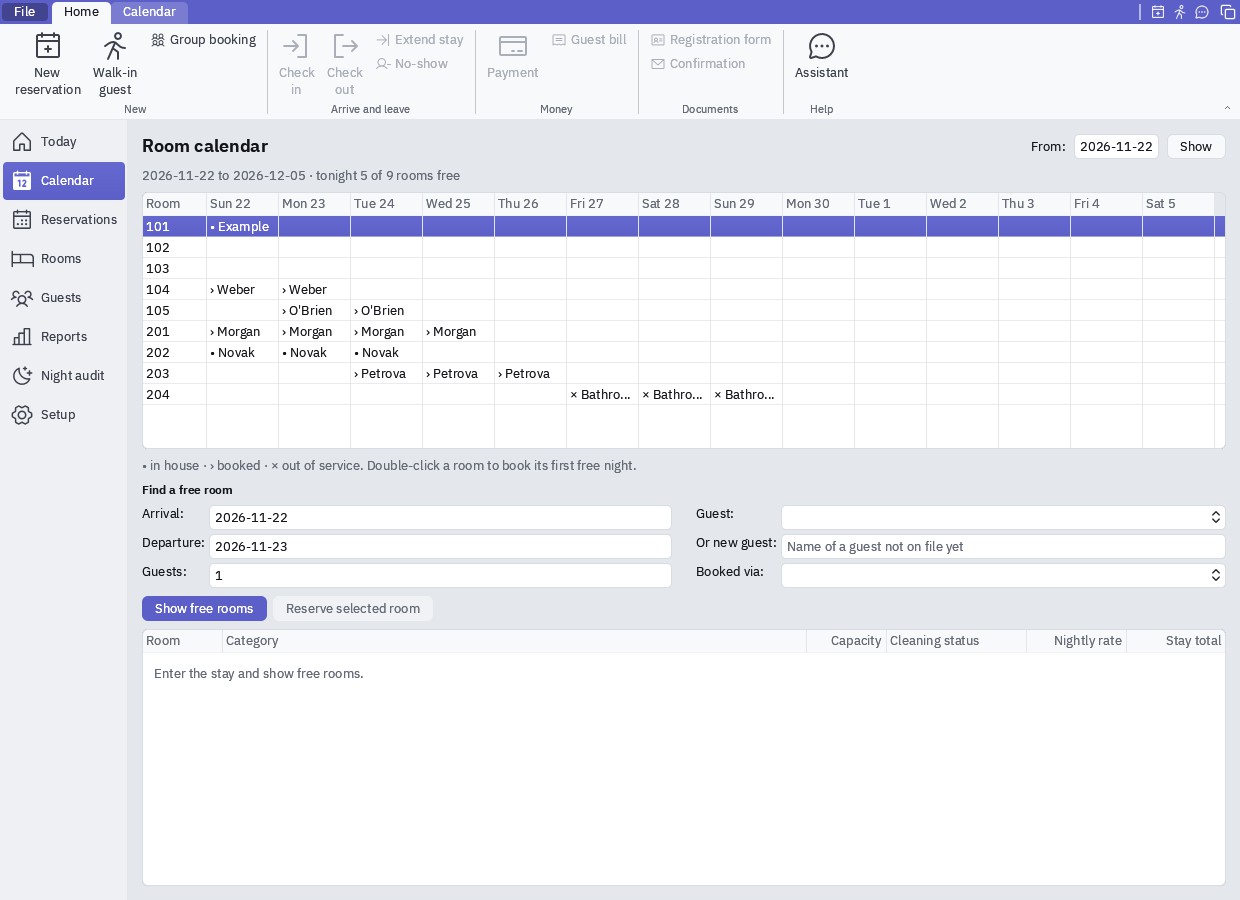 File Home Calendar
New reservation
Walk-in guest
Group booking
New
Check in
Check out
Extend stay
No-show
Arrive and leave
Payment
Guest bill
Money
Registration form
Confirmation
Documents
Assistant
Help
Today
12 Calendar
Reservations
Rooms
Guests
Reports
Night audit
Setup
Room calendar
From: 2026-11-22 Show
2026-11-22 to 2026-12-05 · tonight 5 of 9 rooms free
Room Sun 22 Mon 23 Tue 24 Wed 25 Thu 26 Fri 27 Sat 28 Sun 29 Mon 30 Tue 1 Wed 2 Thu 3 Fri 4 Sat 5
101 ▪ Example
102
103
104 › Weber › Weber
105 › O'Brien › O'Brien
201 › Morgan › Morgan › Morgan › Morgan
202 ▪ Novak ▪ Novak ▪ Novak
203 › Petrova › Petrova › Petrova
204 × Bathro... × Bathro... × Bathro...
▪ in house · › booked · × out of service. Double-click a room to book its first free night.
Find a free room
Arrival: 2026-11-22 Guest:
Departure: 2026-11-23 Or new guest: Name of a guest not on file yet
Guests: 1 Booked via:
Show free rooms Reserve selected room
Room Category Capacity Cleaning status Nightly rate Stay total
Enter the stay and show free rooms.